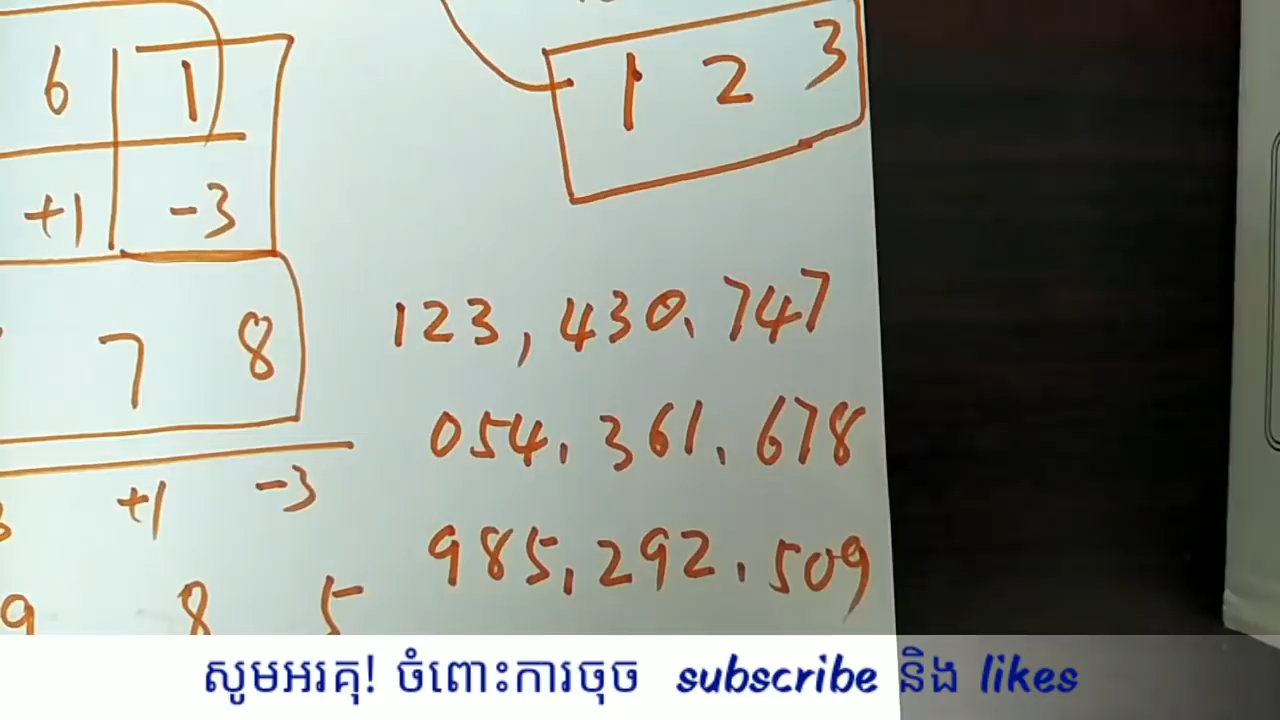 6 1
1 2 3
+1 -3
7 8
123, 430, 747
054, 361, 678
+1 -3
985, 292, 509
9 8 5
សូមអរគុ! ចំពោះការចុច subscribe និង likes